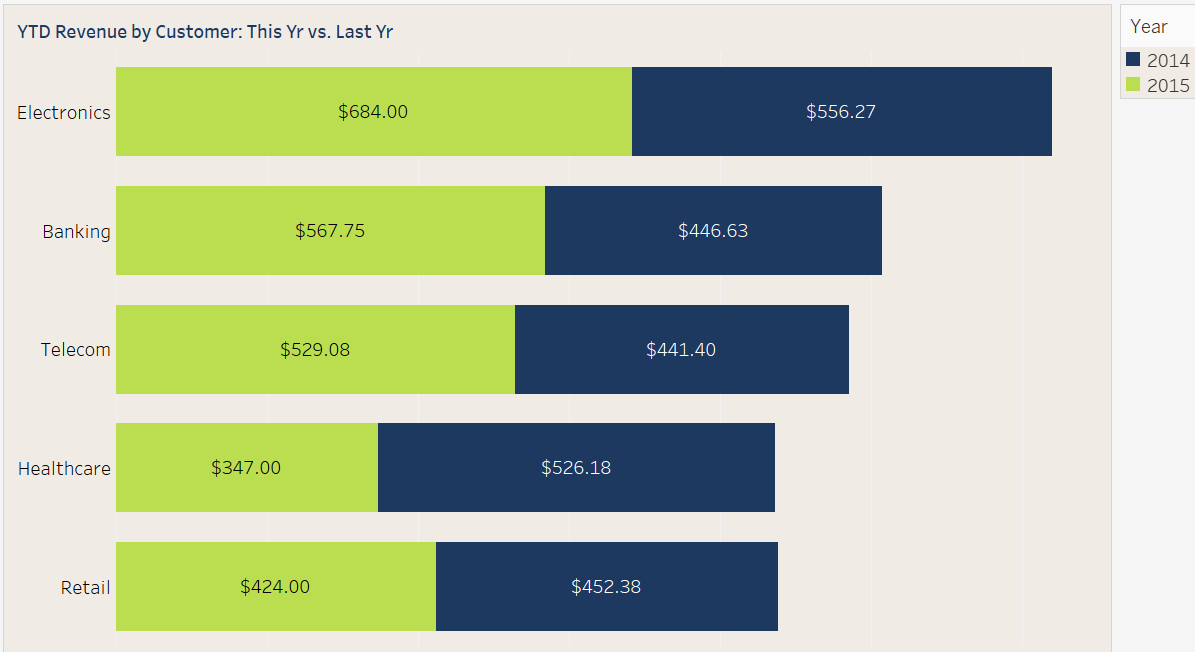 YTD Revenue by Customer: This Yr vs. Last Yr
Year
2014
2015
Electronics $684.00 $556.27
Banking $567.75 $446.63
Telecom $529.08 $441.40
Healthcare $347.00 $526.18
Retail $424.00 $452.38